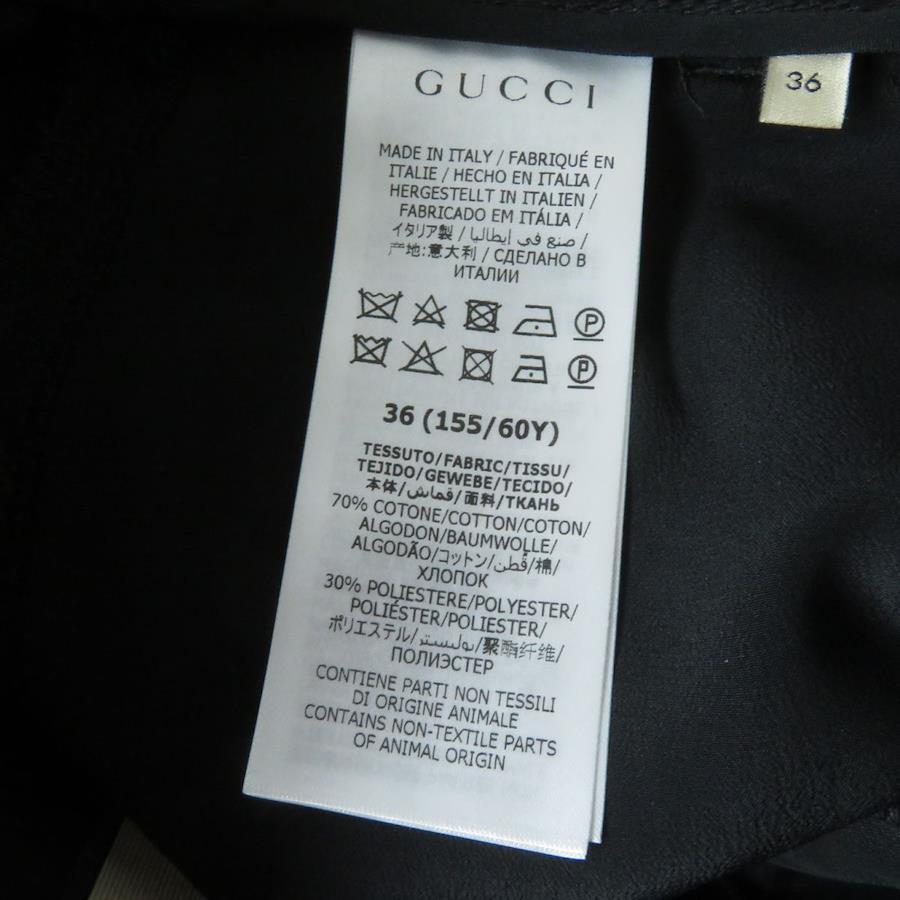 GUCCI
36
MADE IN ITALY / FABRIQUÉ EN
ITALIE / HECHO EN ITALIA /
HERGESTELLT IN ITALIEN /
FABRICADO EM ITÁLIA /
イタリア製 / صنع في إيطاليا /
产地:意大利 / СДЕЛАНО В
ИТАЛИИ
P
P
36 (155/60Y)
TESSUTO/FABRIC/TISSU/
TEJIDO/GEWEBE/TECIDO/
本体/قماش/面料/ТКАНЬ
70% COTONE/COTTON/COTON/
ALGODON/BAUMWOLLE/
ALGODÃO/コットン/قطن/棉/
ХЛОПОК
30% POLIESTERE/POLYESTER/
POLIÉSTER/POLIESTER/
ポリエステル/بوليستر/聚酯纤维/
ПОЛИЭСТЕР
CONTIENE PARTI NON TESSILI
DI ORIGINE ANIMALE
CONTAINS NON-TEXTILE PARTS
OF ANIMAL ORIGIN